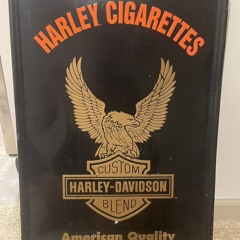 HARLEY CIGARETTES
CUSTOM
HARLEY-DAVIDSON
BLEND
American Quality